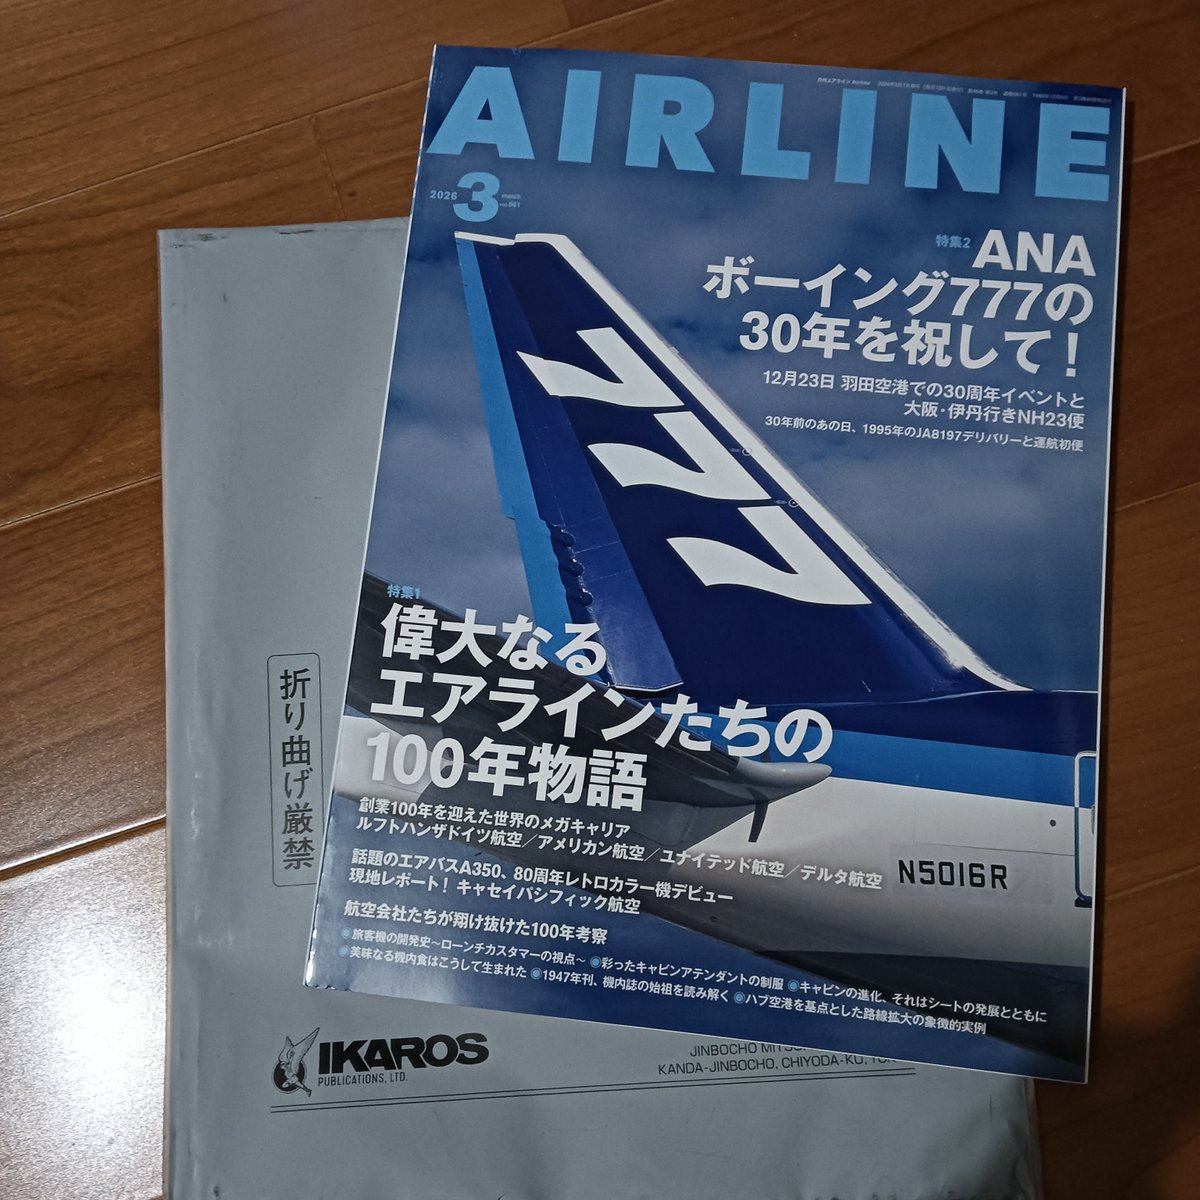 AIRLINE
月刊エアライン Airline
2026
3
march
vol.561
特集2
ANA
ボーイング777の
30年を祝して！
12月23日 羽田空港での30周年イベントと
大阪・伊丹行きNH23便
30年前のあの日、1995年のJA8197デリバリーと運航初便
777
特集1
偉大なる
エアラインたちの
100年物語
創業100年を迎えた世界のメガキャリア
ルフトハンザドイツ航空／アメリカン航空／ユナイテッド航空／デルタ航空
N5016R
話題のエアバスA350、80周年レトロカラー機デビュー
現地レポート！ キャセイパシフィック航空
航空会社たちが翔け抜けた100年考察
●旅客機の開発史〜ローンチカスタマーの視点〜 ●彩ったキャビンアテンダントの制服 ●キャビンの進化、それはシートの発展とともに
●美味なる機内食はこうして生まれた ●1947年刊、機内誌の始祖を読み解く ●ハブ空港を基点とした路線拡大の象徴的実例
折り曲げ厳禁
IKAROS
PUBLICATIONS, LTD.
JINBOCHO
KANDA-JINBOCHO, CHIYODA-KU,